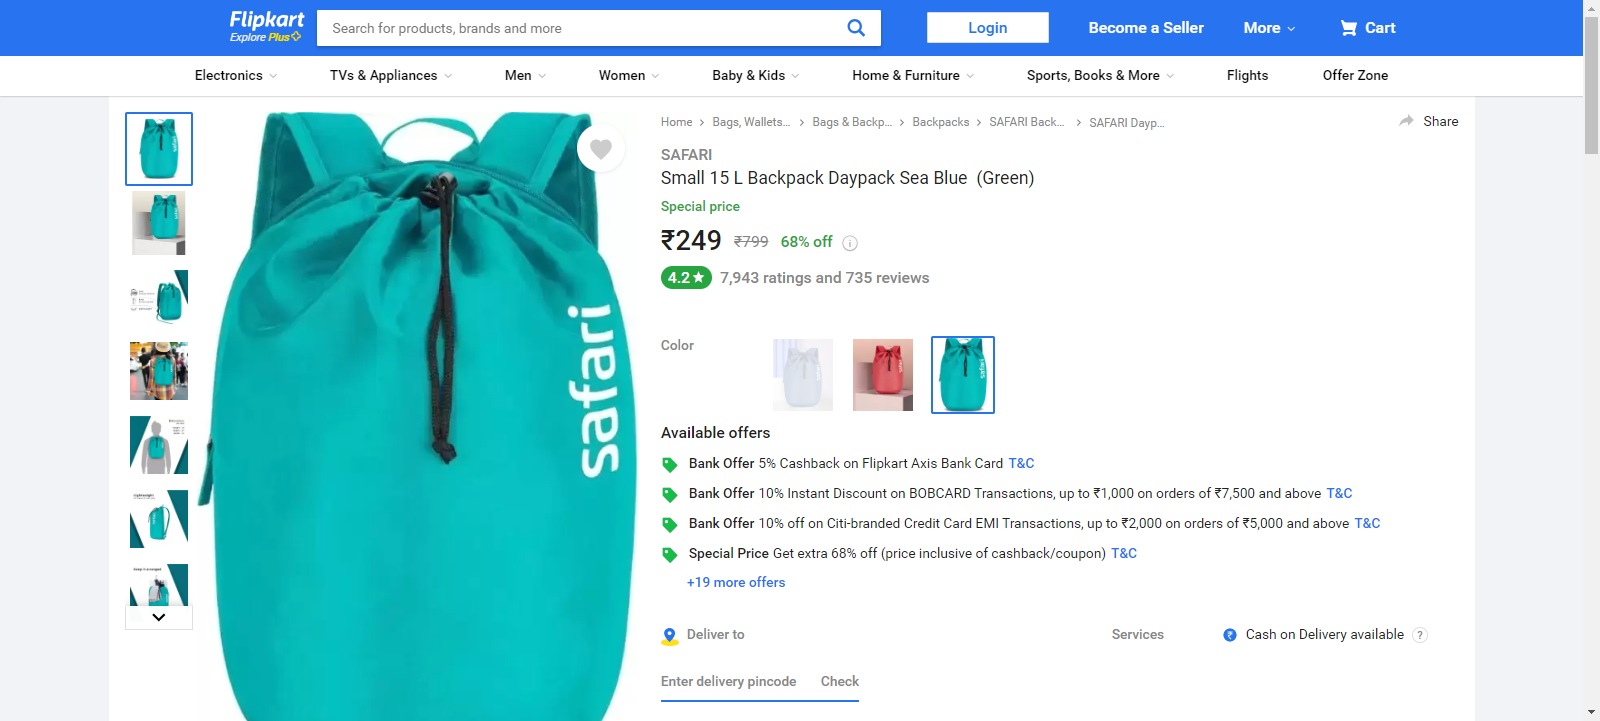 Flipkart
Explore Plus
Search for products, brands and more
Login
Become a Seller
More
Cart
Electronics
TVs & Appliances
Men
Women
Baby & Kids
Home & Furniture
Sports, Books & More
Flights
Offer Zone
Home
Bags, Wallets...
Bags & Backp...
Backpacks
SAFARI Back...
SAFARI Dayp...
Share
SAFARI
Small 15 L Backpack Daypack Sea Blue (Green)
Special price
₹249 ₹799 68% off
4.2★ 7,943 ratings and 735 reviews
safari
Color
Available offers
Bank Offer 5% Cashback on Flipkart Axis Bank Card T&C
Bank Offer 10% Instant Discount on BOBCARD Transactions, up to ₹1,000 on orders of ₹7,500 and above T&C
Bank Offer 10% off on Citi-branded Credit Card EMI Transactions, up to ₹2,000 on orders of ₹5,000 and above T&C
Special Price Get extra 68% off (price inclusive of cashback/coupon) T&C
+19 more offers
Deliver to
Services
₹ Cash on Delivery available ?
Enter delivery pincode
Check